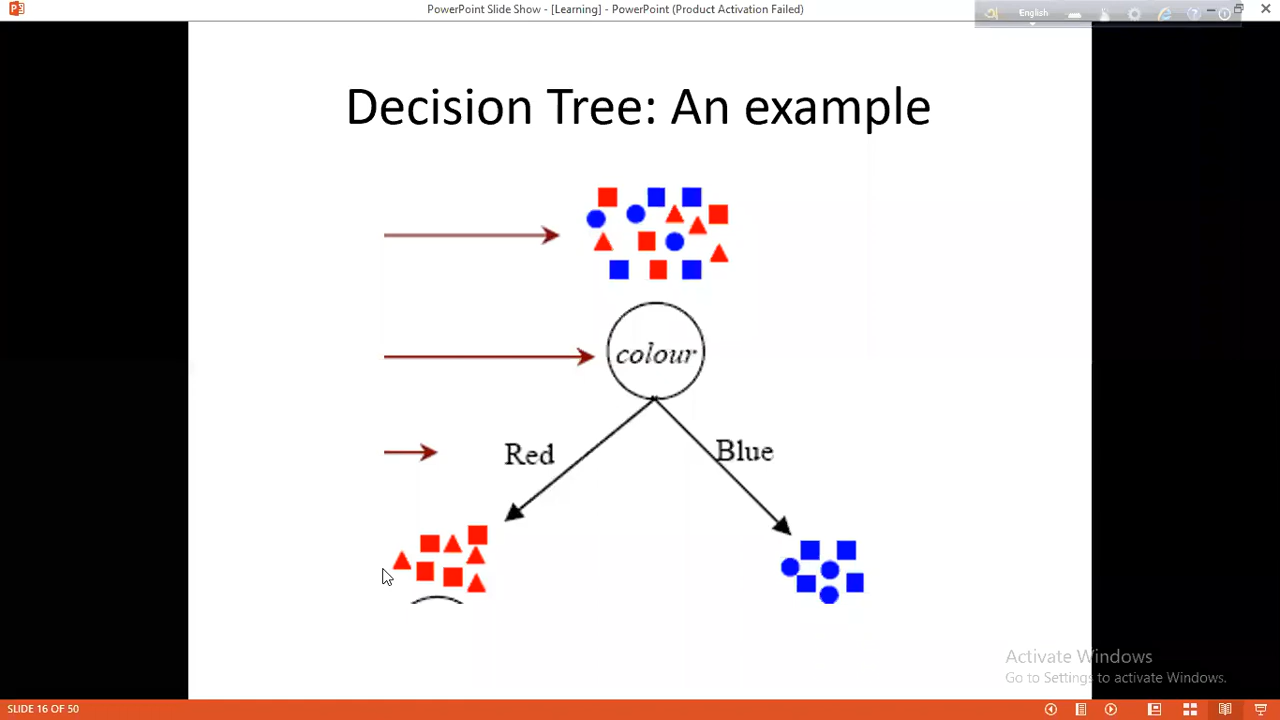 PowerPoint Slide Show - [Learning] - PowerPoint (Product Activation Failed)
English
Decision Tree: An example
colour
Red
Blue
Activate Windows
Go to Settings to activate Windows.
SLIDE 16 OF 50